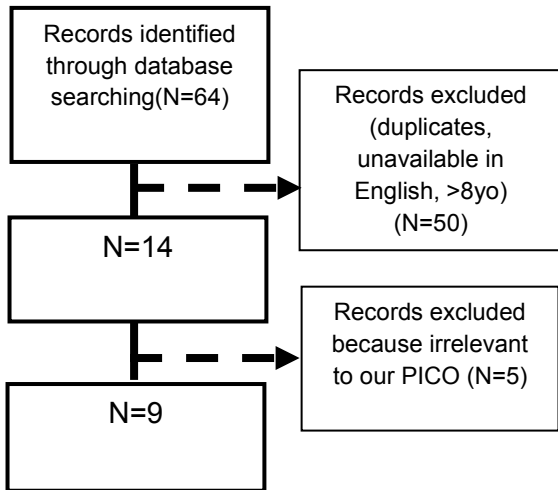 Records identified
through database
searching(N=64)
Records excluded
(duplicates,
unavailable in
English, >8yo)
(N=50)
N=14
Records excluded
because irrelevant
to our PICO (N=5)
N=9